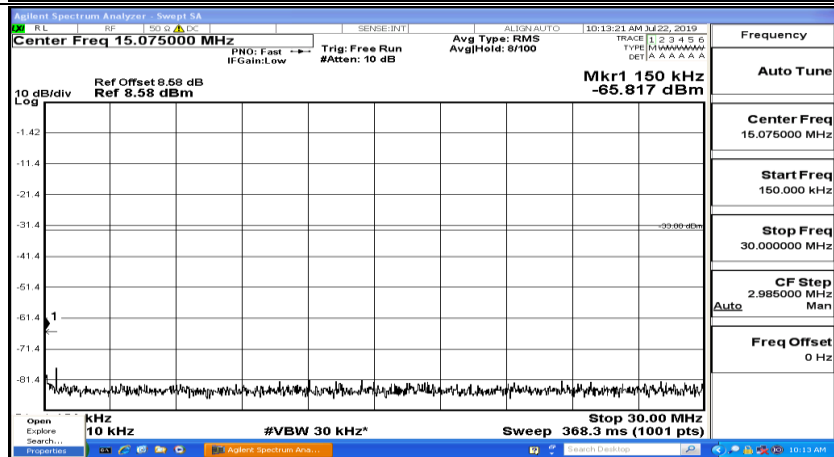 Agilent Spectrum Analyzer - Swept SA
RL RF 50 Ω DC SENSE:INT ALIGN AUTO 10:13:21 AM Jul 22, 2019
Center Freq 15.075000 MHz
PNO: Fast
IFGain:Low
Trig: Free Run
#Atten: 10 dB
Avg Type: RMS
Avg|Hold: 8/100
TRACE 1 2 3 4 5 6
TYPE M
DET A A A A A A
Ref Offset 8.58 dB
10 dB/div Ref 8.58 dBm
Log
Mkr1 150 kHz
-65.817 dBm
-1.42
-11.4
-21.4
-31.4
-33.00 dBm
-41.4
-51.4
-61.4
1
-71.4
-81.4
kHz
Stop 30.00 MHz
10 kHz
#VBW 30 kHz*
Sweep 368.3 ms (1001 pts)
Frequency
Auto Tune
Center Freq
15.075000 MHz
Start Freq
150.000 kHz
Stop Freq
30.000000 MHz
CF Step
2.985000 MHz
Auto Man
Freq Offset
0 Hz
Open
Explore
Search...
Properties
Agilent Spectrum Ana...
Search Desktop
10:13 AM